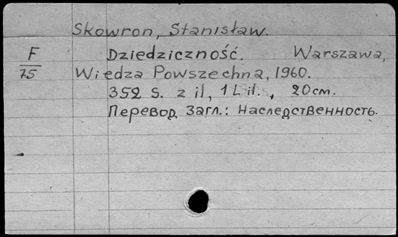 Skowron, Stanisław.
F Dziedziczność. Warszawa,
75 Wiedza Powszechna, 1960.
352 s. z il, 1 L il., 20cm.
Перевод Загл.: Наследственность.